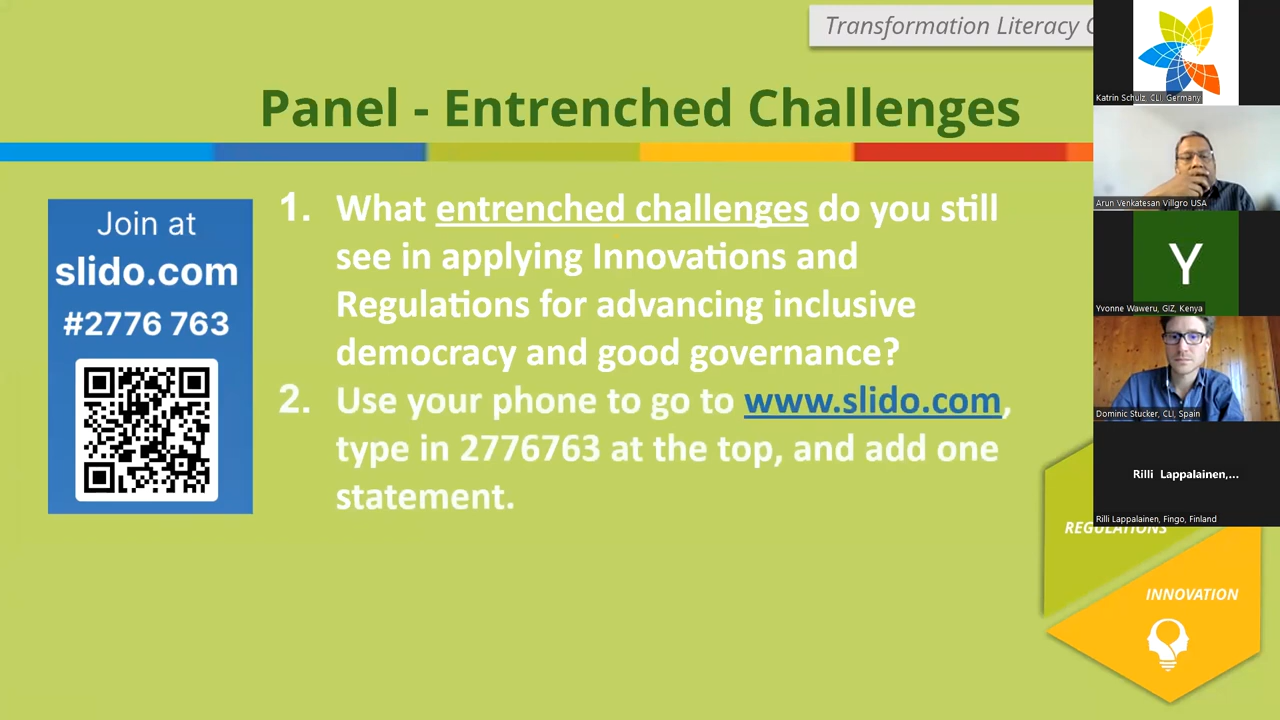 Transformation Literacy
Panel - Entrenched Challenges
Join at
slido.com
#2776 763
1. What entrenched challenges do you still
see in applying Innovations and
Regulations for advancing inclusive
democracy and good governance?
2. Use your phone to go to www.slido.com,
type in 2776763 at the top, and add one
statement.
Katrin Schulz, CLI, Germany
Arun Venkatesan Villgro USA
Y
Yvonne Waweru, GIZ, Kenya
Dominic Stucker, CLI, Spain
Rilli Lappalainen,...
Rilli Lappalainen, Fingo, Finland
REGULATIONS
INNOVATION